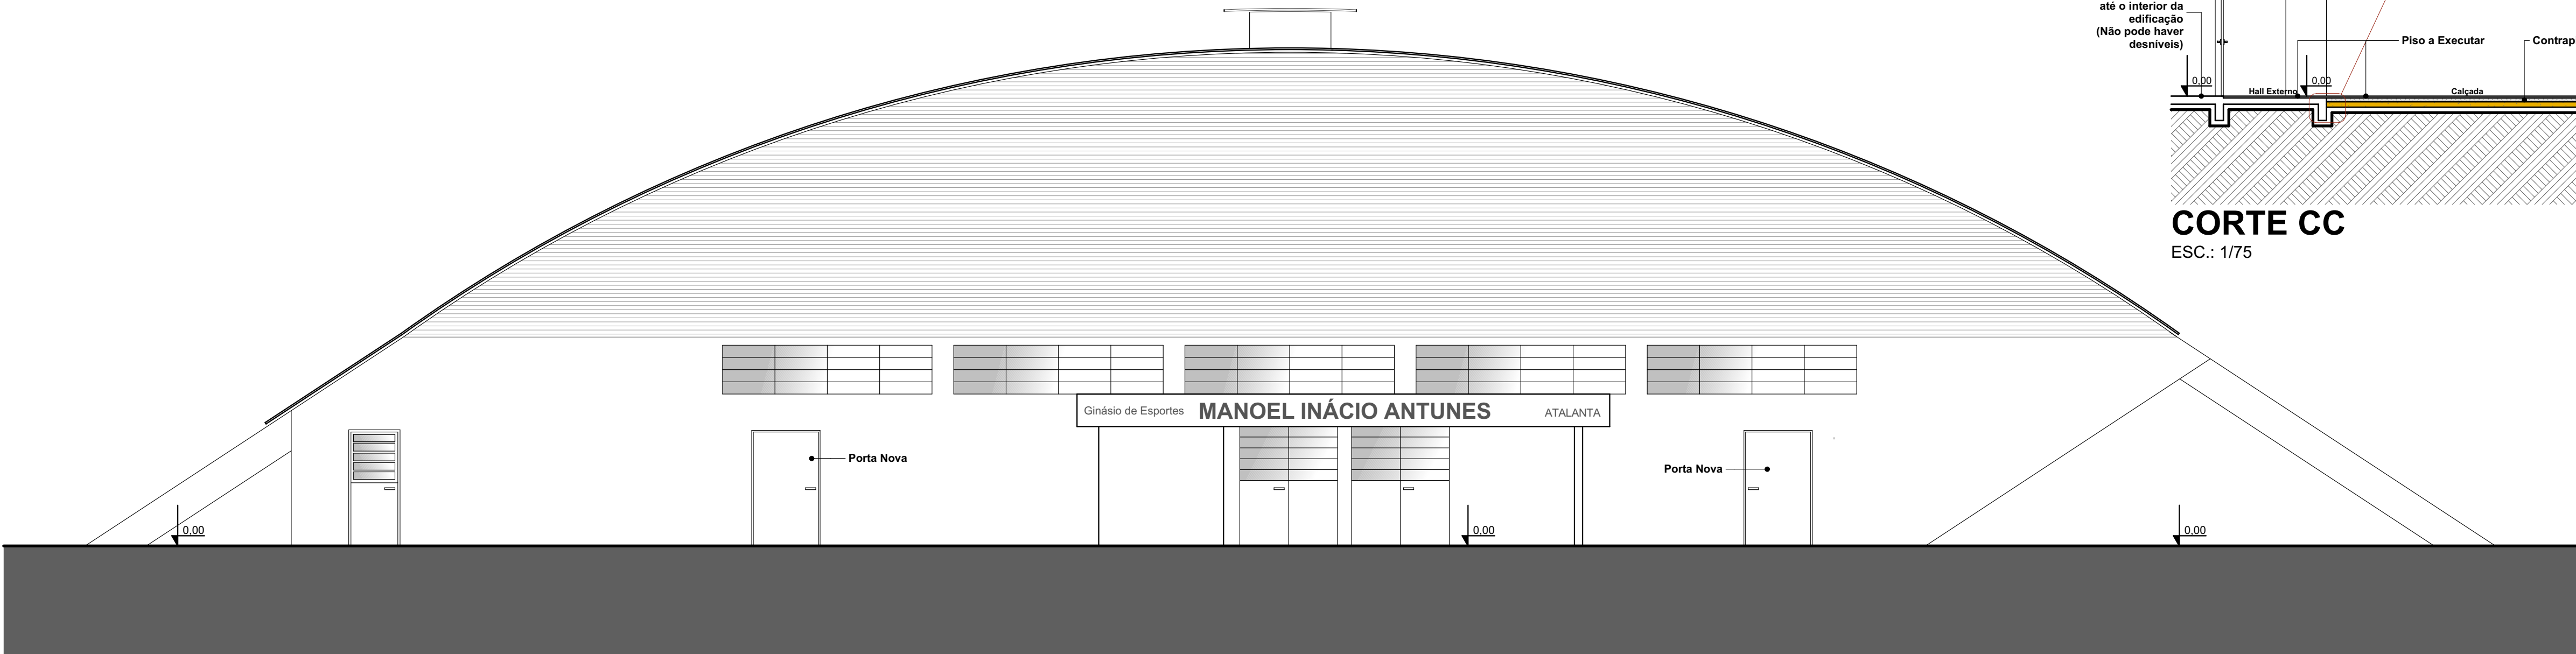 até o interior da
edificação
(Não pode haver
desníveis)
Piso a Executar
Contrap
0,00
0,00
Hall Externo
Calçada
CORTE CC
ESC.: 1/75
Ginásio de Esportes MANOEL INÁCIO ANTUNES ATALANTA
Porta Nova
Porta Nova
0,00
0,00
0,00